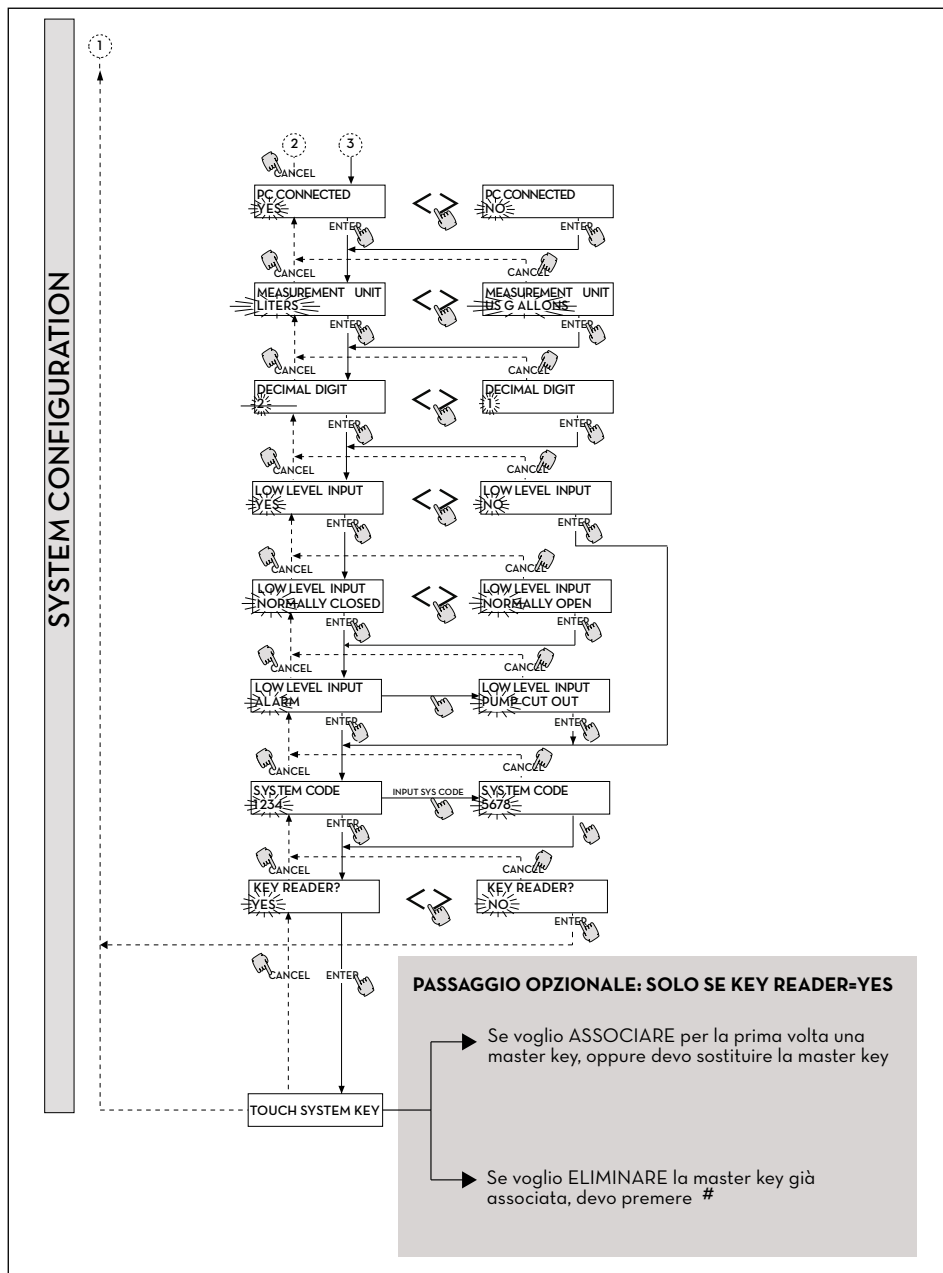 SYSTEM CONFIGURATION
1
2 3
CANCEL
PC CONNECTED
YES
< >
PC CONNECTED
NO
ENTER ENTER
CANCEL CANCEL
MEASUREMENT UNIT
LITERS
< >
MEASUREMENT UNIT
US G ALLONS
ENTER ENTER
CANCEL CANCEL
DECIMAL DIGIT
2
< >
DECIMAL DIGIT
1
ENTER ENTER
CANCEL CANCEL
LOW LEVEL INPUT
YES
< >
LOW LEVEL INPUT
NO
ENTER ENTER
CANCEL CANCEL
LOW LEVEL INPUT
NORMALLY CLOSED
< >
LOW LEVEL INPUT
NORMALLY OPEN
ENTER ENTER
CANCEL CANCEL
LOW LEVEL INPUT
ALARM
LOW LEVEL INPUT
PUMP CUT OUT
ENTER ENTER
CANCEL CANCEL
SYSTEM CODE
1234
INPUT SYS CODE
SYSTEM CODE
5678
ENTER
CANCEL CANCEL
KEY READER?
YES
< >
KEY READER?
NO
ENTER
CANCEL ENTER
PASSAGGIO OPZIONALE: SOLO SE KEY READER=YES
Se voglio ASSOCIARE per la prima volta una
master key, oppure devo sostituire la master key
TOUCH SYSTEM KEY
Se voglio ELIMINARE la master key già
associata, devo premere #